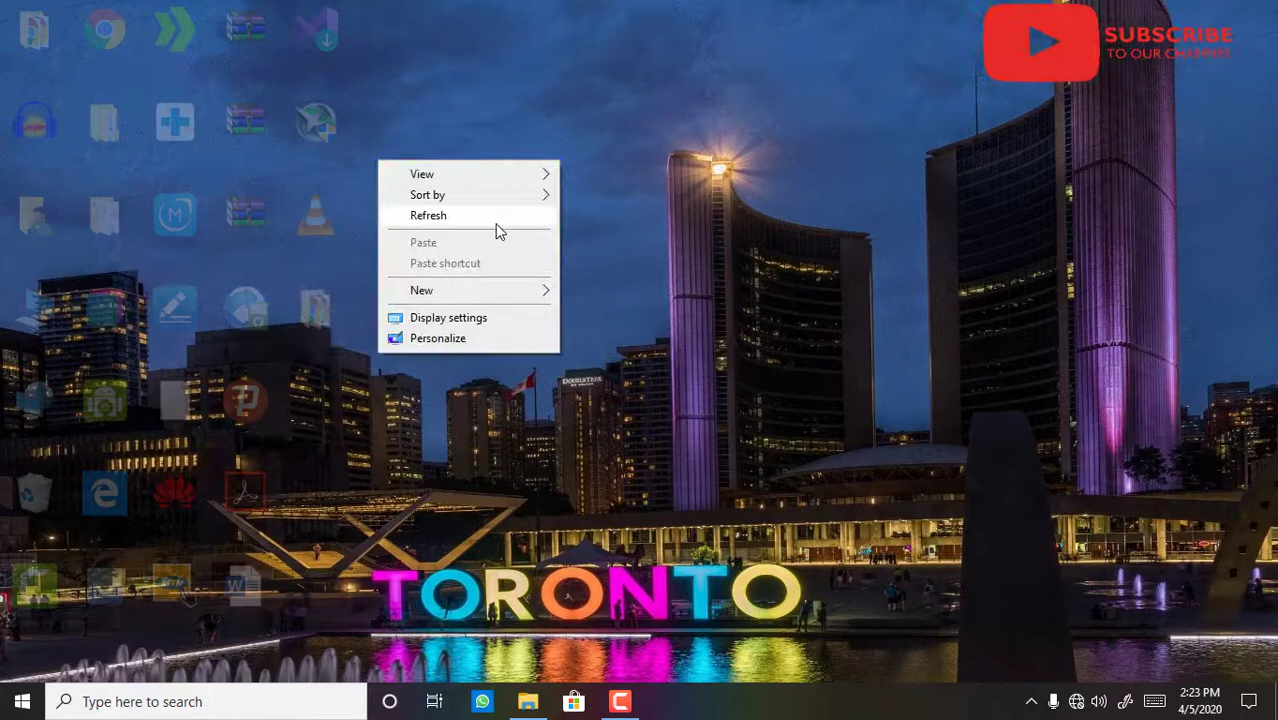 SUBSCRIBE
TO OUR CHANNEL
View
Sort by
Refresh
Paste
Paste shortcut
New
Display settings
Personalize
DOUBLETREE
TORONTO
Type here to search
2:23 PM
4/5/2020